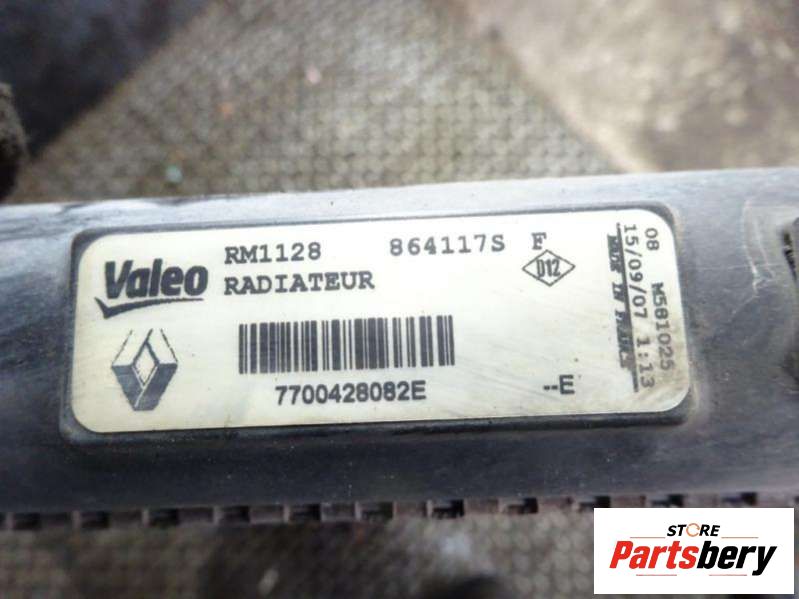 Valeo
RM1128 864117S F
RADIATEUR
D12
7700428082E --E
08 M581025
15/09/07 1:13
MADE IN FRANCE
STORE
Partsbery